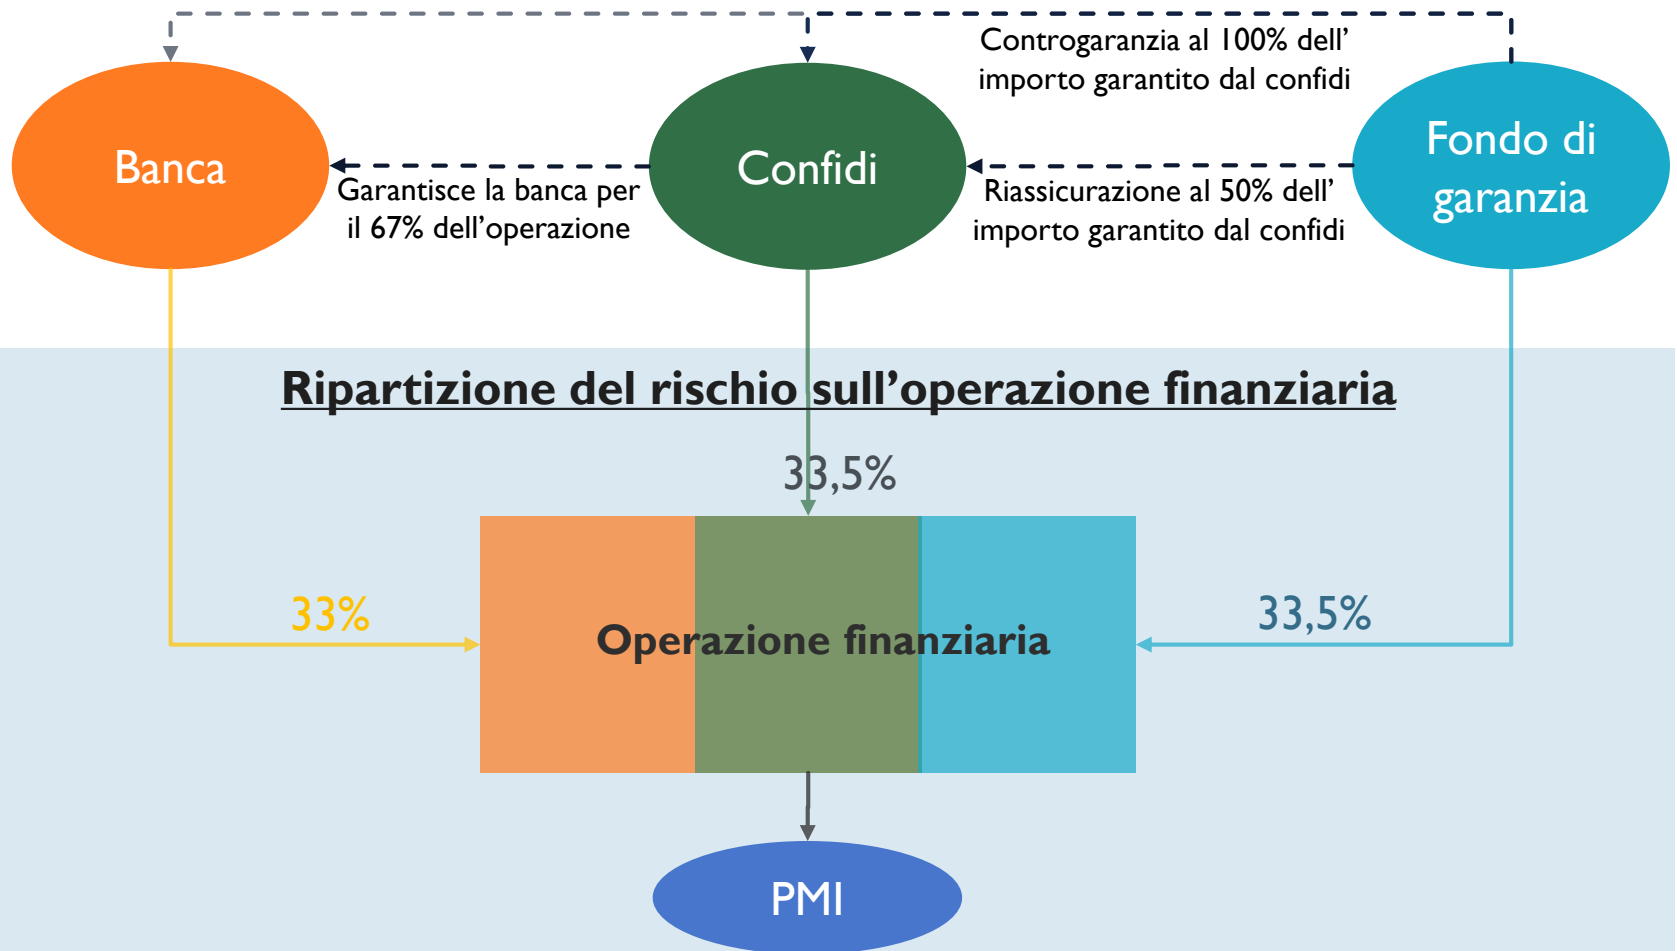 Controgaranzia al 100% dell’
importo garantito dal confidi
Banca
Confidi
Fondo di
garanzia
Garantisce la banca per
il 67% dell’operazione
Riassicurazione al 50% dell’
importo garantito dal confidi
Ripartizione del rischio sull’operazione finanziaria
33,5%
33%
Operazione finanziaria
33,5%
PMI